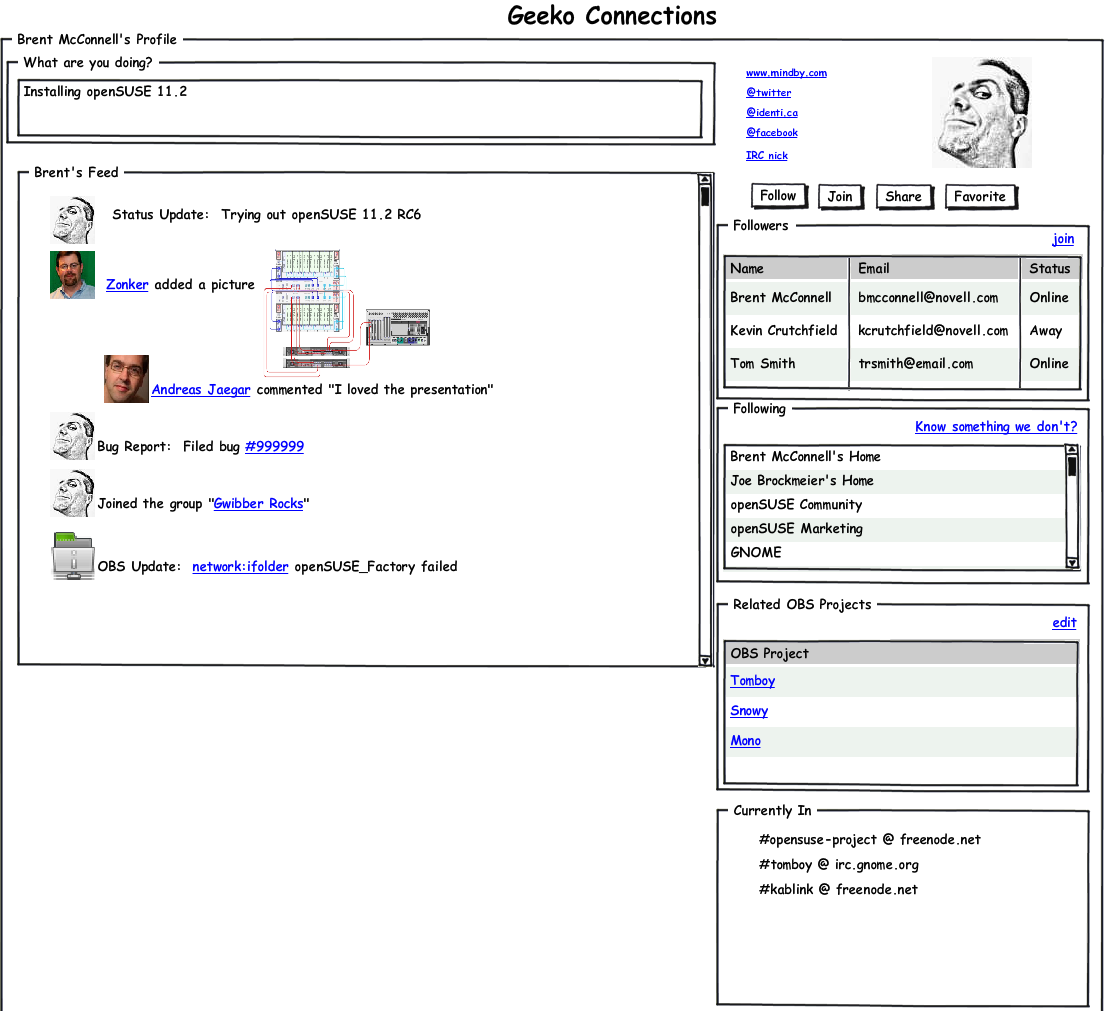 Geeko Connections
Brent McConnell's Profile
What are you doing?
Installing openSUSE 11.2
www.mindby.com
@twitter
@identi.ca
@facebook
IRC nick
Follow
Join
Share
Favorite
Brent's Feed
Status Update: Trying out openSUSE 11.2 RC6
Zonker added a picture
Andreas Jaegar commented "I loved the presentation"
Bug Report: Filed bug #999999
Joined the group "Gwibber Rocks"
OBS Update: network:ifolder openSUSE_Factory failed
Followers
join
Name Email Status
Brent McConnell bmcconnell@novell.com Online
Kevin Crutchfield kcrutchfield@novell.com Away
Tom Smith trsmith@email.com Online
Following
Know something we don't?
Brent McConnell's Home
Joe Brockmeier's Home
openSUSE Community
openSUSE Marketing
GNOME
Related OBS Projects
edit
OBS Project
Tomboy
Snowy
Mono
Currently In
#opensuse-project @ freenode.net
#tomboy @ irc.gnome.org
#kablink @ freenode.net